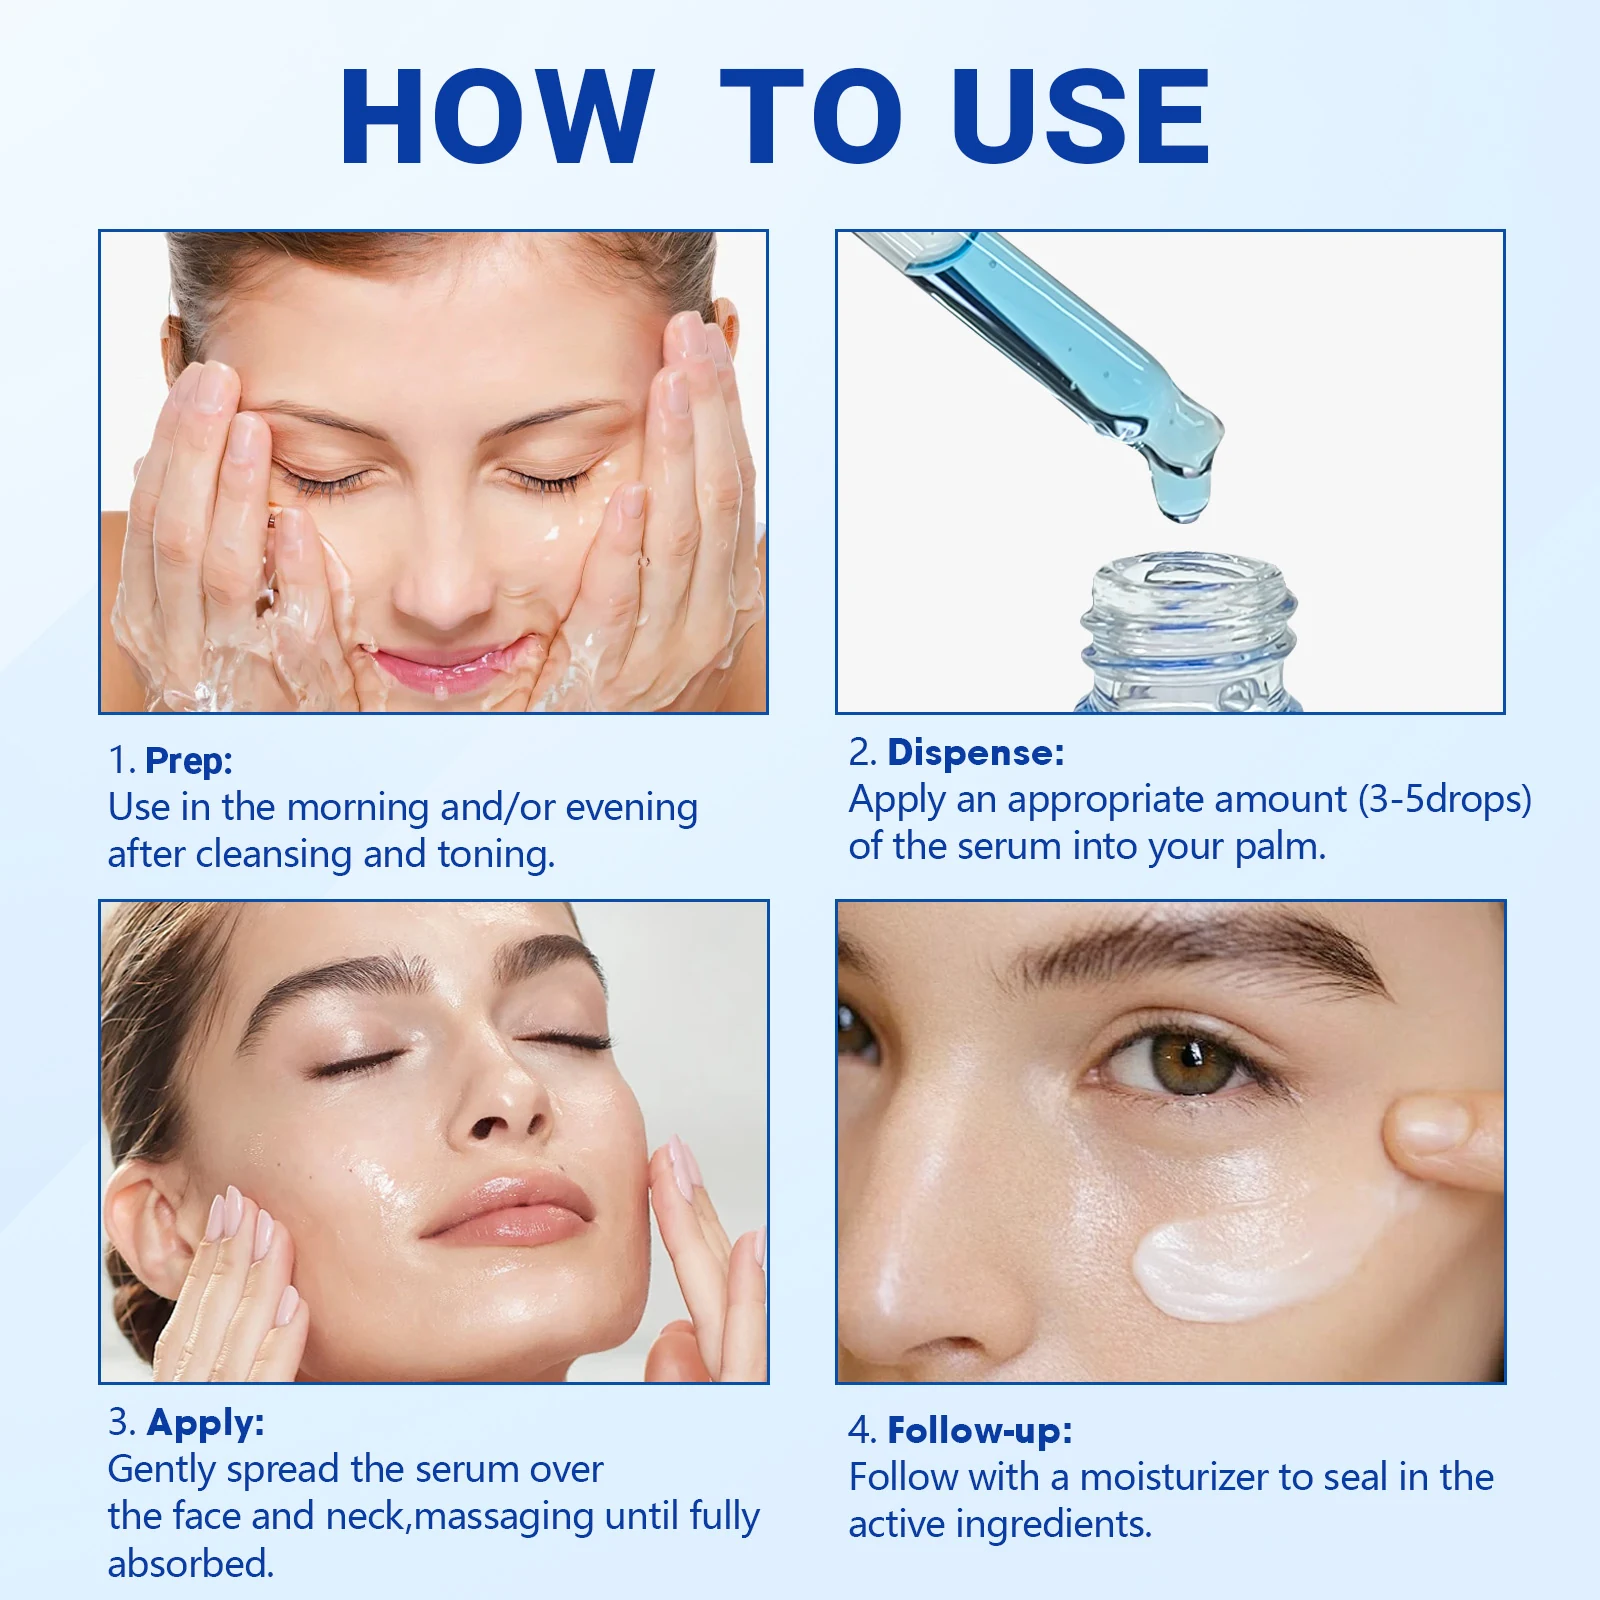 HOW TO USE
1. Prep:
Use in the morning and/or evening
after cleansing and toning.
2. Dispense:
Apply an appropriate amount (3-5drops)
of the serum into your palm.
3. Apply:
Gently spread the serum over
the face and neck,massaging until fully
absorbed.
4. Follow-up:
Follow with a moisturizer to seal in the
active ingredients.